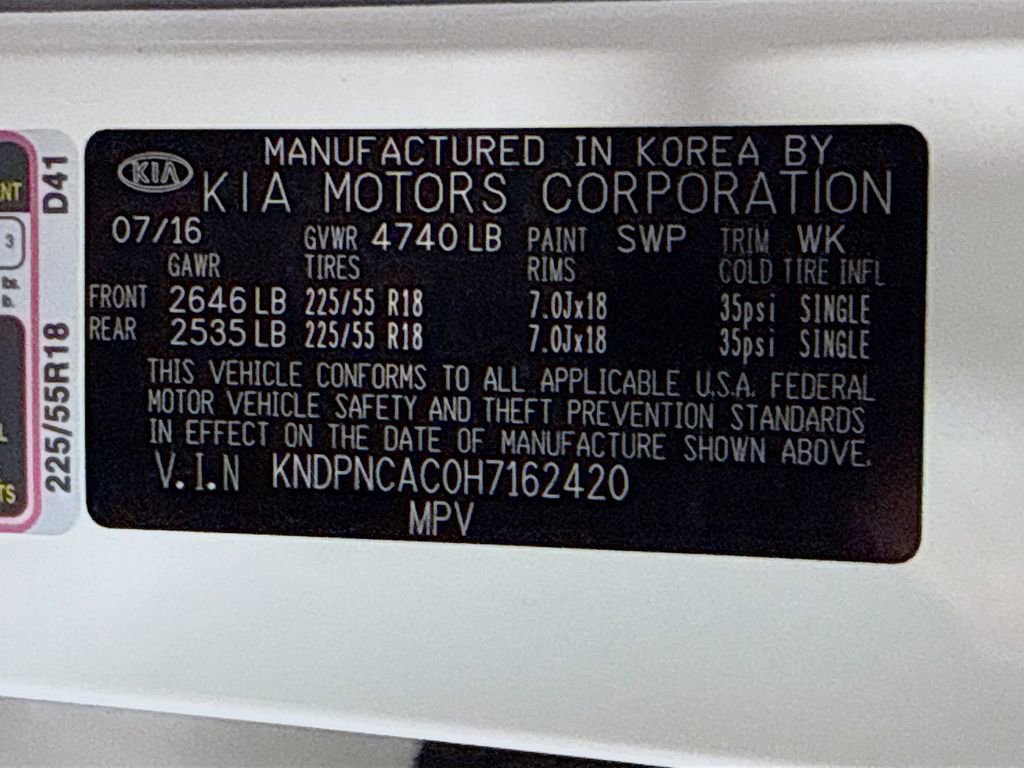 KIA
MANUFACTURED IN KOREA BY
KIA MOTORS CORPORATION
07/16 GVWR 4740 LB PAINT SWP TRIM WK
GAWR TIRES RIMS COLD TIRE INFL
FRONT 2646 LB 225/55 R18 7.0Jx18 35psi SINGLE
REAR 2535 LB 225/55 R18 7.0Jx18 35psi SINGLE
THIS VEHICLE CONFORMS TO ALL APPLICABLE U.S.A. FEDERAL
MOTOR VEHICLE SAFETY AND THEFT PREVENTION STANDARDS
IN EFFECT ON THE DATE OF MANUFACTURE SHOWN ABOVE.
V.I.N KNDPNCAC0H7162420
MPV
225/55R18 D41
3